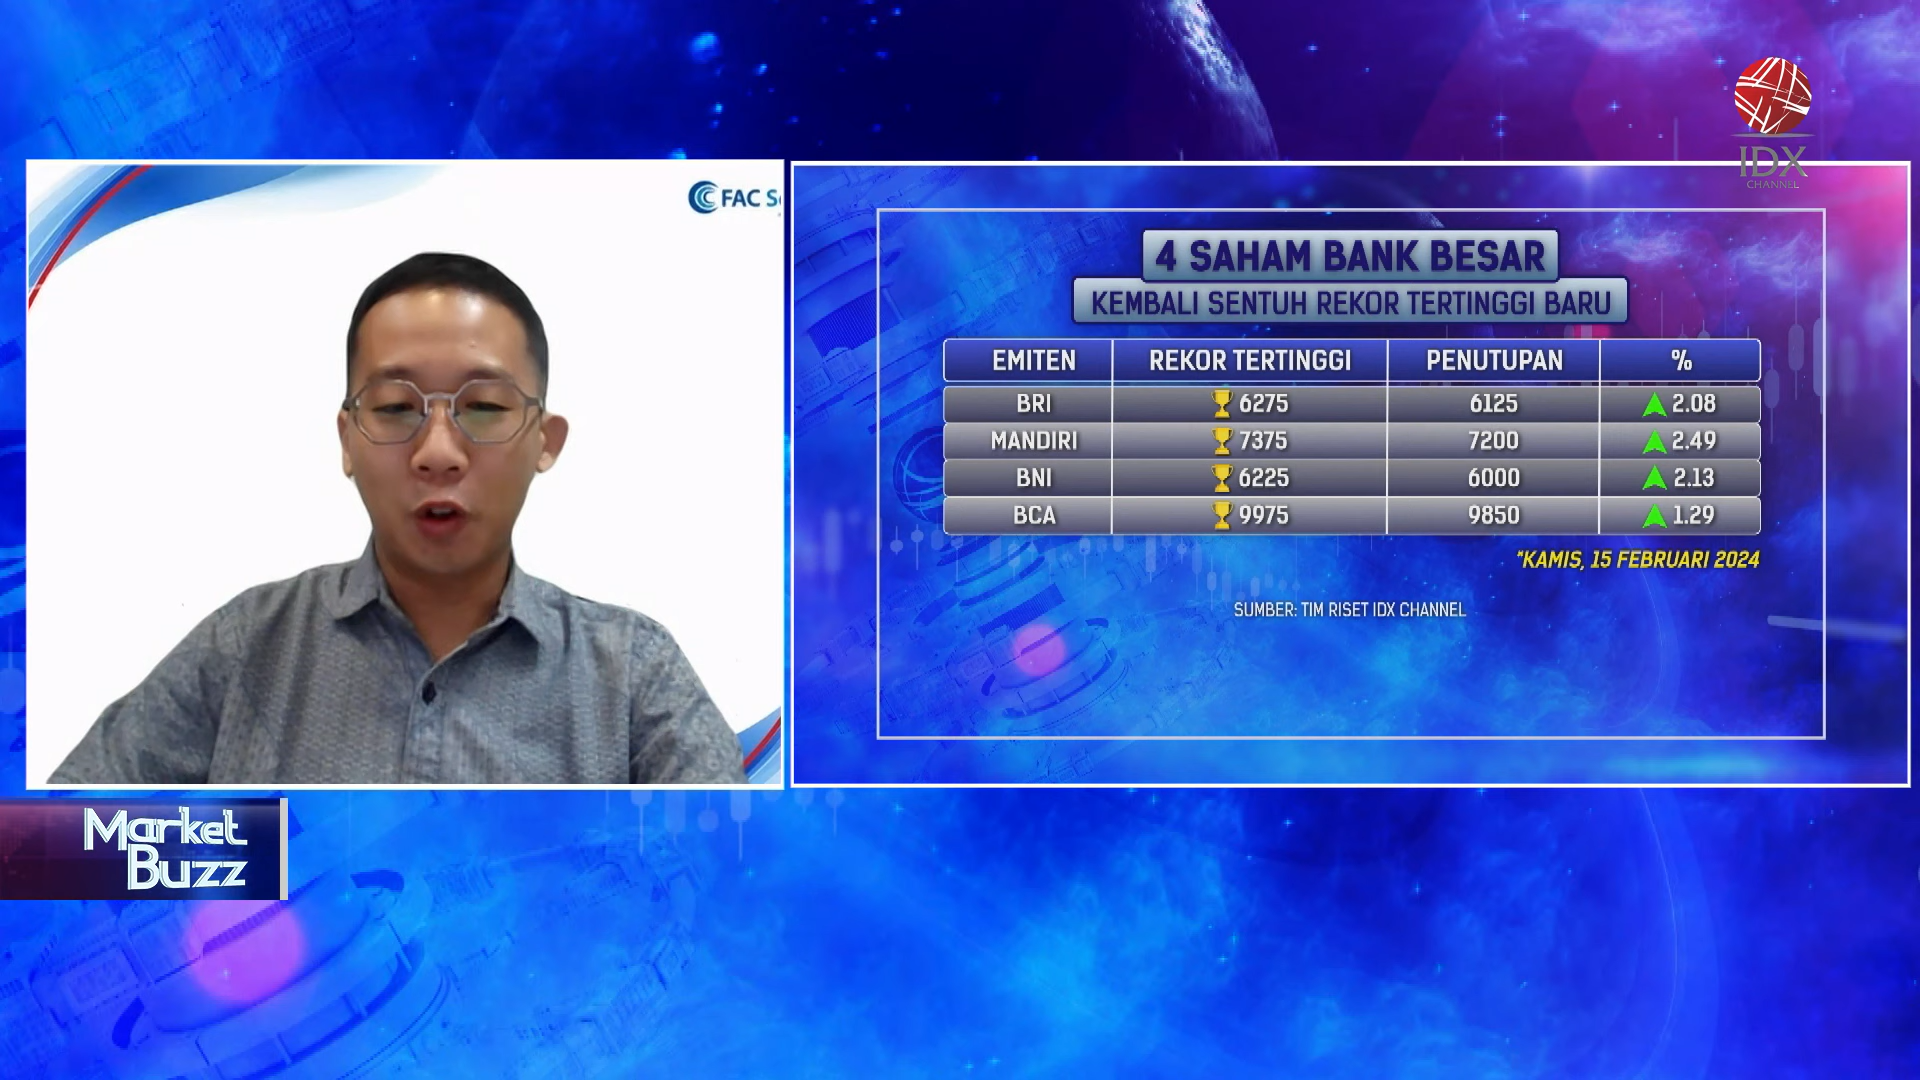 IDX
CHANNEL
FAC
4 SAHAM BANK BESAR
KEMBALI SENTUH REKOR TERTINGGI BARU
EMITEN REKOR TERTINGGI PENUTUPAN %
BRI 6275 6125 2.08
MANDIRI 7375 7200 2.49
BNI 6225 6000 2.13
BCA 9975 9850 1.29
*KAMIS, 15 FEBRUARI 2024
SUMBER: TIM RISET IDX CHANNEL
Market
Buzz